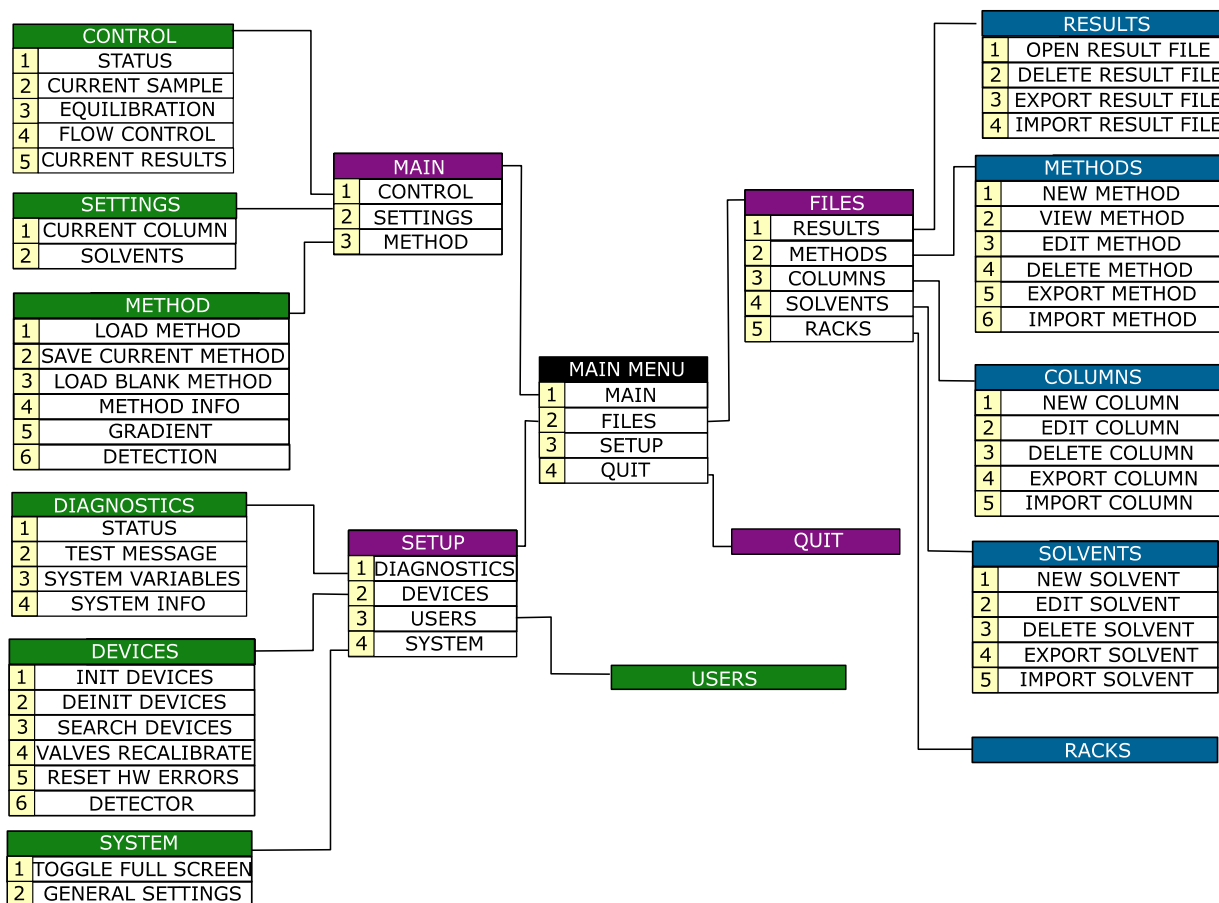 CONTROL
1 STATUS
2 CURRENT SAMPLE
3 EQUILIBRATION
4 FLOW CONTROL
5 CURRENT RESULTS
SETTINGS
1 CURRENT COLUMN
2 SOLVENTS
METHOD
1 LOAD METHOD
2 SAVE CURRENT METHOD
3 LOAD BLANK METHOD
4 METHOD INFO
5 GRADIENT
6 DETECTION
DIAGNOSTICS
1 STATUS
2 TEST MESSAGE
3 SYSTEM VARIABLES
4 SYSTEM INFO
DEVICES
1 INIT DEVICES
2 DEINIT DEVICES
3 SEARCH DEVICES
4 VALVES RECALIBRATE
5 RESET HW ERRORS
6 DETECTOR
SYSTEM
1 TOGGLE FULL SCREEN
2 GENERAL SETTINGS
MAIN
1 CONTROL
2 SETTINGS
3 METHOD
SETUP
1 DIAGNOSTICS
2 DEVICES
3 USERS
4 SYSTEM
MAIN MENU
1 MAIN
2 FILES
3 SETUP
4 QUIT
QUIT
USERS
FILES
1 RESULTS
2 METHODS
3 COLUMNS
4 SOLVENTS
5 RACKS
RESULTS
1 OPEN RESULT FILE
2 DELETE RESULT FILE
3 EXPORT RESULT FILE
4 IMPORT RESULT FILE
METHODS
1 NEW METHOD
2 VIEW METHOD
3 EDIT METHOD
4 DELETE METHOD
5 EXPORT METHOD
6 IMPORT METHOD
COLUMNS
1 NEW COLUMN
2 EDIT COLUMN
3 DELETE COLUMN
4 EXPORT COLUMN
5 IMPORT COLUMN
SOLVENTS
1 NEW SOLVENT
2 EDIT SOLVENT
3 DELETE SOLVENT
4 EXPORT SOLVENT
5 IMPORT SOLVENT
RACKS